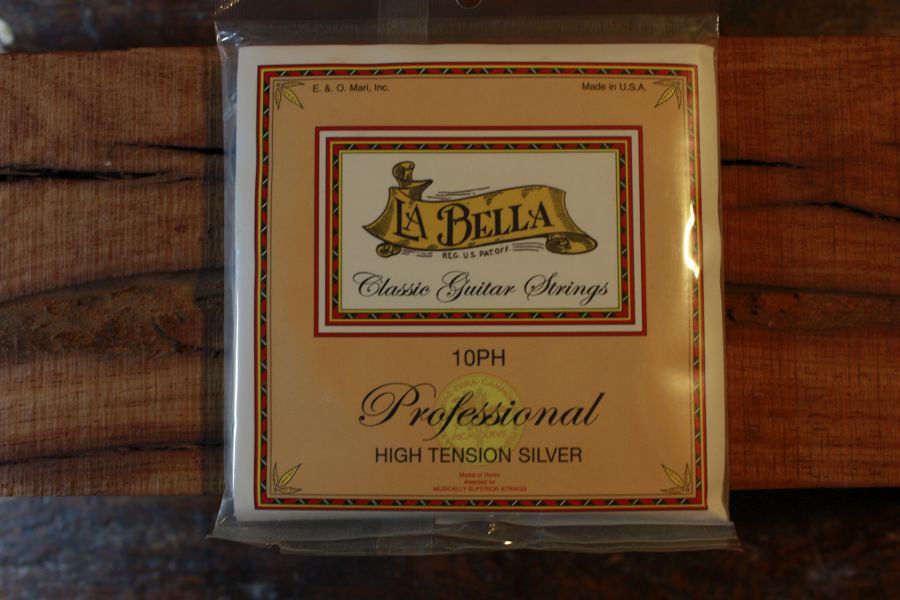 E. & O. Mari, Inc.
Made in U.S.A.
LA BELLA
REG. U.S. PAT. OFF.
Classic Guitar Strings
10PH
Professional
HIGH TENSION SILVER
Medal of Honor
Awarded for
MUSICALLY SUPERIOR STRINGS